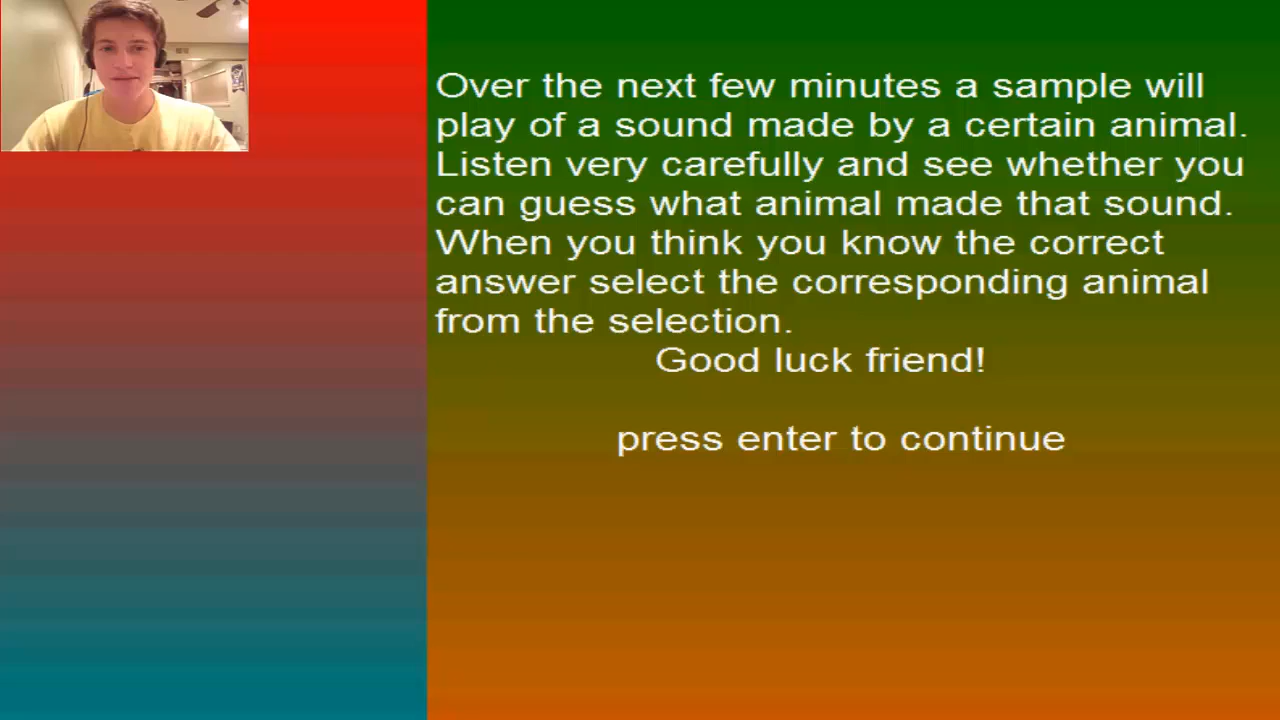 Over the next few minutes a sample will
play of a sound made by a certain animal.
Listen very carefully and see whether you
can guess what animal made that sound.
When you think you know the correct
answer select the corresponding animal
from the selection.
Good luck friend!
press enter to continue